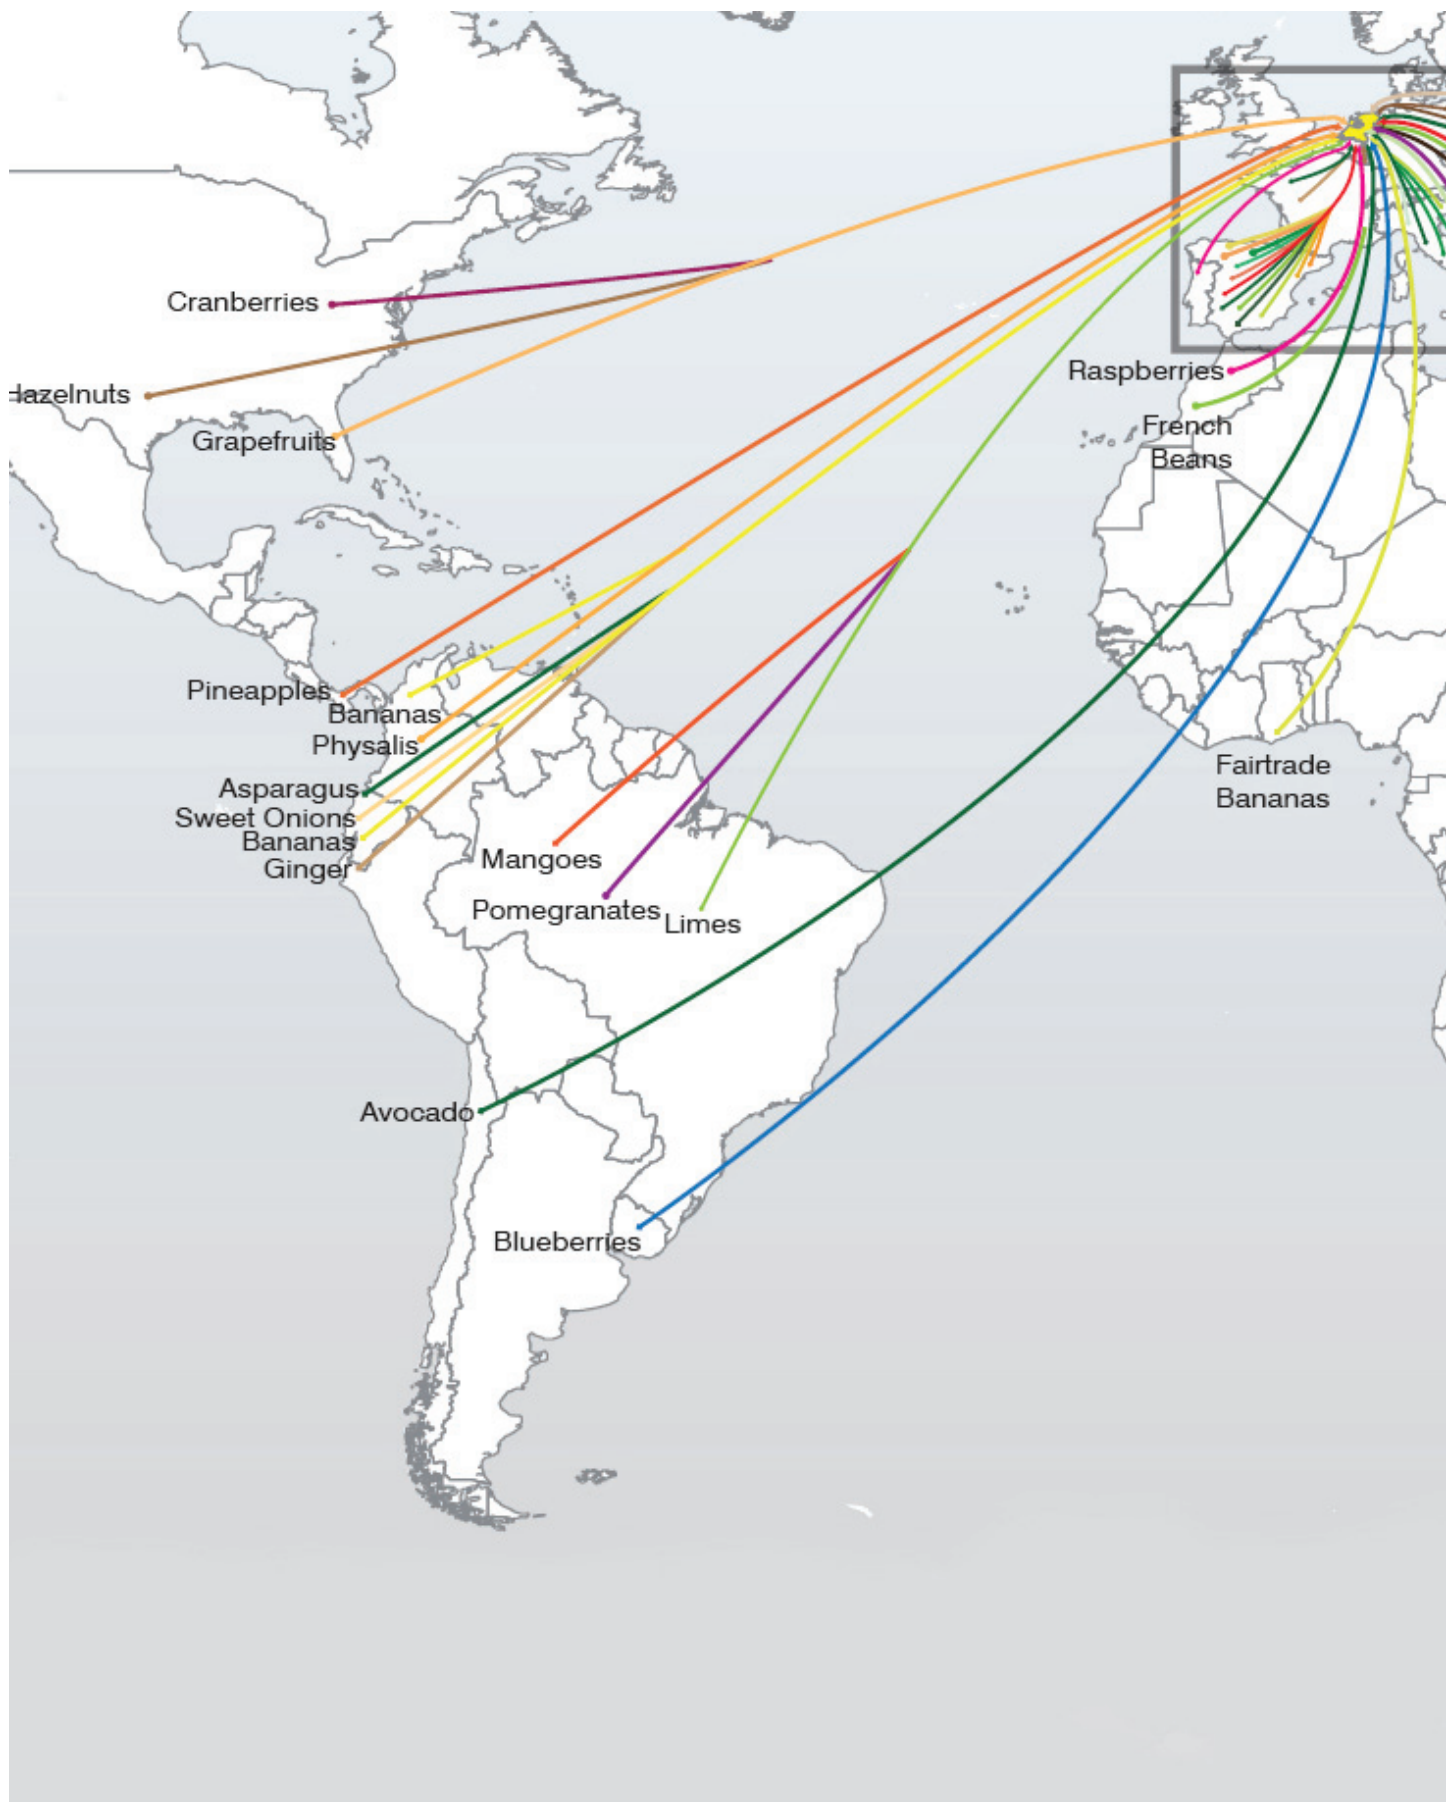 Cranberries
Hazelnuts
Raspberries
Grapefruits
French
Beans
Pineapples
Bananas
Physalis
Fairtrade
Bananas
Asparagus
Sweet Onions
Bananas
Ginger
Mangoes
Pomegranates
Limes
Avocado
Blueberries